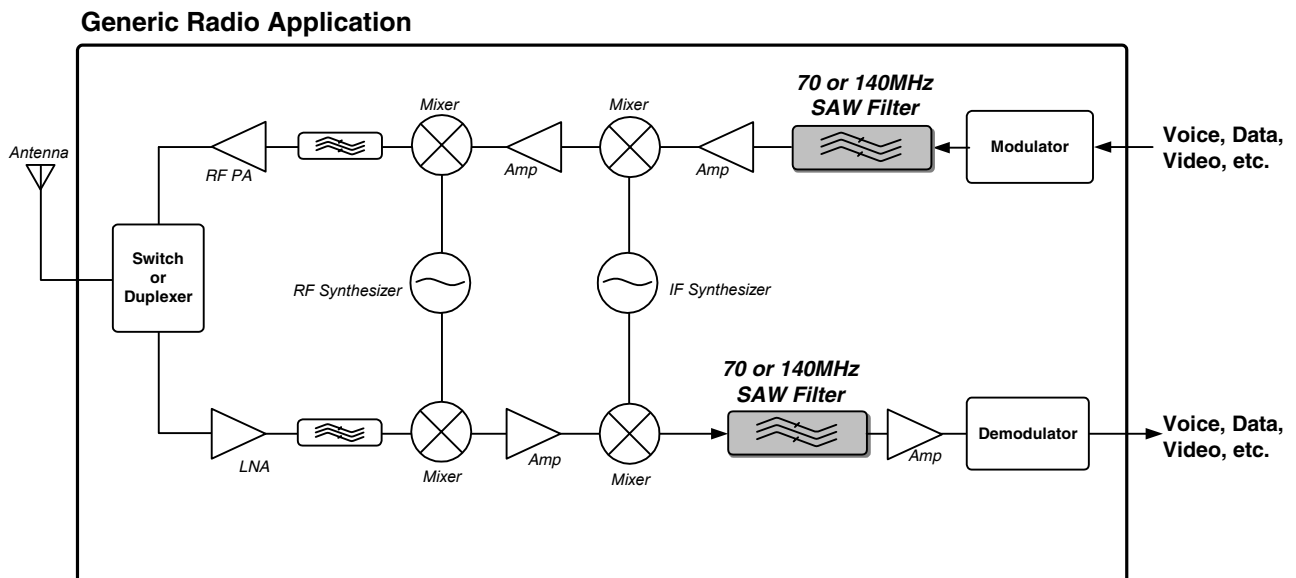 Generic Radio Application
70 or 140MHz
SAW Filter
Mixer
Mixer
Antenna
RF PA
Amp
Amp
Modulator
Voice, Data,
Video, etc.
Switch
or
Duplexer
RF Synthesizer
IF Synthesizer
70 or 140MHz
SAW Filter
LNA
Mixer
Amp
Mixer
Amp
Demodulator
Voice, Data,
Video, etc.